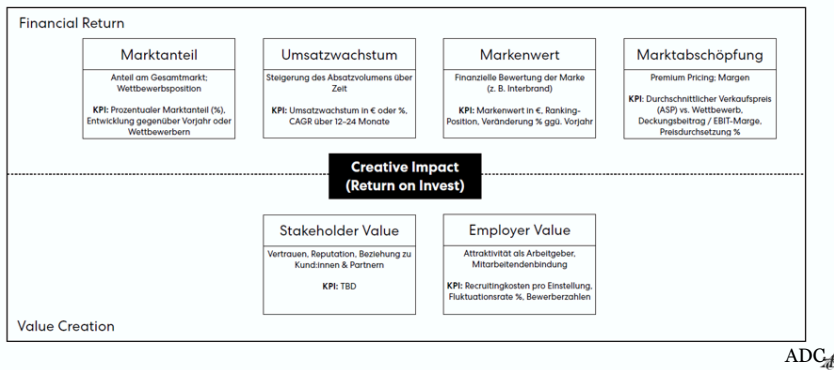 Financial Return
Marktanteil
Anteil am Gesamtmarkt;
Wettbewerbsposition
KPI: Prozentualer Marktanteil (%),
Entwicklung gegenüber Vorjahr oder
Wettbewerbern
Umsatzwachstum
Steigerung des Absatzvolumens über
Zeit
KPI: Umsatzwachstum in € oder %,
CAGR über 12–24 Monate
Markenwert
Finanzielle Bewertung der Marke
(z. B. Interbrand)
KPI: Markenwert in €, Ranking-
Position, Veränderung % ggü. Vorjahr
Marktabschöpfung
Premium Pricing; Margen
KPI: Durchschnittlicher Verkaufspreis
(ASP) vs. Wettbewerb,
Deckungsbeitrag / EBIT-Marge,
Preisdurchsetzung %
Creative Impact
(Return on Invest)
Stakeholder Value
Vertrauen, Reputation, Beziehung zu
Kund:innen & Partnern
KPI: TBD
Employer Value
Attraktivität als Arbeitgeber,
Mitarbeitendenbindung
KPI: Recruitingkosten pro Einstellung,
Fluktuationsrate %, Bewerberzahlen
Value Creation
ADC